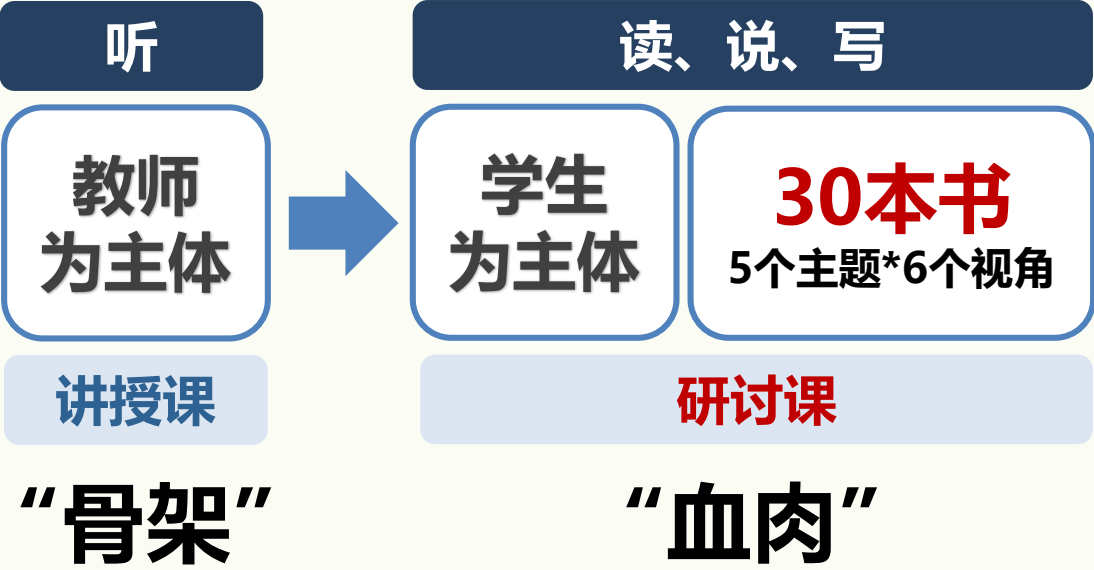 听
读、说、写
教师
为主体
学生
为主体
30本书
5个主题*6个视角
讲授课
研讨课
“骨架”
“血肉”